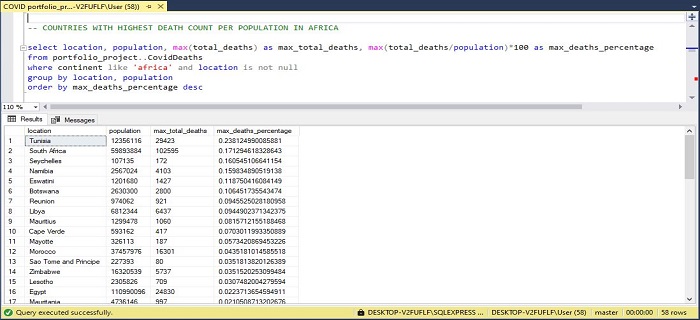 COVID portfolio_pr...-V2FUFLF\User (58))
-- COUNTRIES WITH HIGHEST DEATH COUNT PER POPULATION IN AFRICA
select location, population, max(total_deaths) as max_total_deaths, max(total_deaths/population)*100 as max_deaths_percentage
from portfolio_project..CovidDeaths
where continent like 'africa' and location is not null
group by location, population
order by max_deaths_percentage desc
110 %
Results Messages
location population max_total_deaths max_deaths_percentage
1 Tunisia 12356116 29423 0.238124990085881
2 South Africa 59893884 102595 0.171294618328643
3 Seychelles 107135 172 0.160545106641154
4 Namibia 2567024 4103 0.159834890519138
5 Eswatini 1201680 1427 0.118750416084149
6 Botswana 2630300 2800 0.106451735543474
7 Reunion 974062 921 0.0945525028180958
8 Libya 6812344 6437 0.0944902371342375
9 Mauritius 1299478 1060 0.0815712155188468
10 Cape Verde 593162 417 0.0703011993350889
11 Mayotte 326113 187 0.0573420869453226
12 Morocco 37457976 16301 0.0435181014585518
13 Sao Tome and Principe 227393 80 0.0351813820126389
14 Zimbabwe 16320539 5737 0.0351520253099484
15 Lesotho 2305826 709 0.0307482004279594
16 Egypt 110990096 24830 0.0223713654594911
17 Mauritania 4736146 997 0.0210508713202676
Query executed successfully. DESKTOP-V2FUFLF\SQLEXPRESS ... DESKTOP-V2FUFLF\User (58) master 00:00:00 58 rows